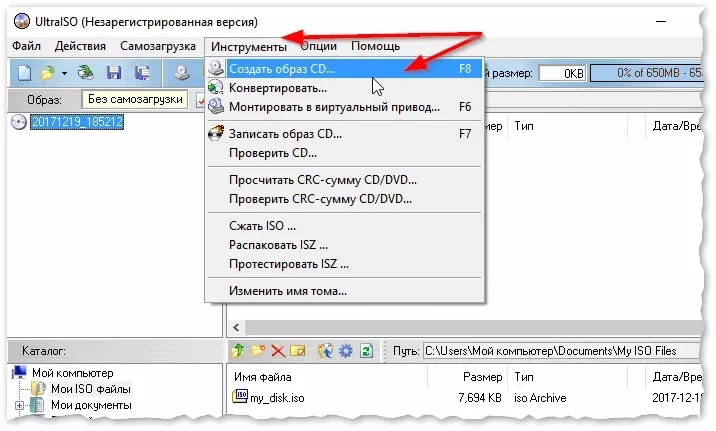 UltraISO (Незарегистрированная версия)
Файл Действия Самозагрузка Инструменты Опции Помощь
Создать образ CD... F8
й размер: 0KB 0% of 650MB - 65
Конвертировать...
Образ: Без самозагрузки
Монтировать в виртуальный привод... F6
20171219_185212
Тип Дата/Вре
Записать образ CD... F7
Проверить CD...
Просчитать CRC-сумму CD/DVD...
Проверить CRC-сумму CD/DVD...
Сжать ISO ...
Распаковать ISZ ...
Протестировать ISZ ...
Изменить имя тома...
Каталог:
Путь: C:\Users\Мой компьютер\Documents\My ISO Files
Мой компьютер
Мои ISO файлы
Мои документы
Имя Файла Размер Тип Дата/Вре
my_disk.iso 7,694 KB iso Archive 2017-12-1